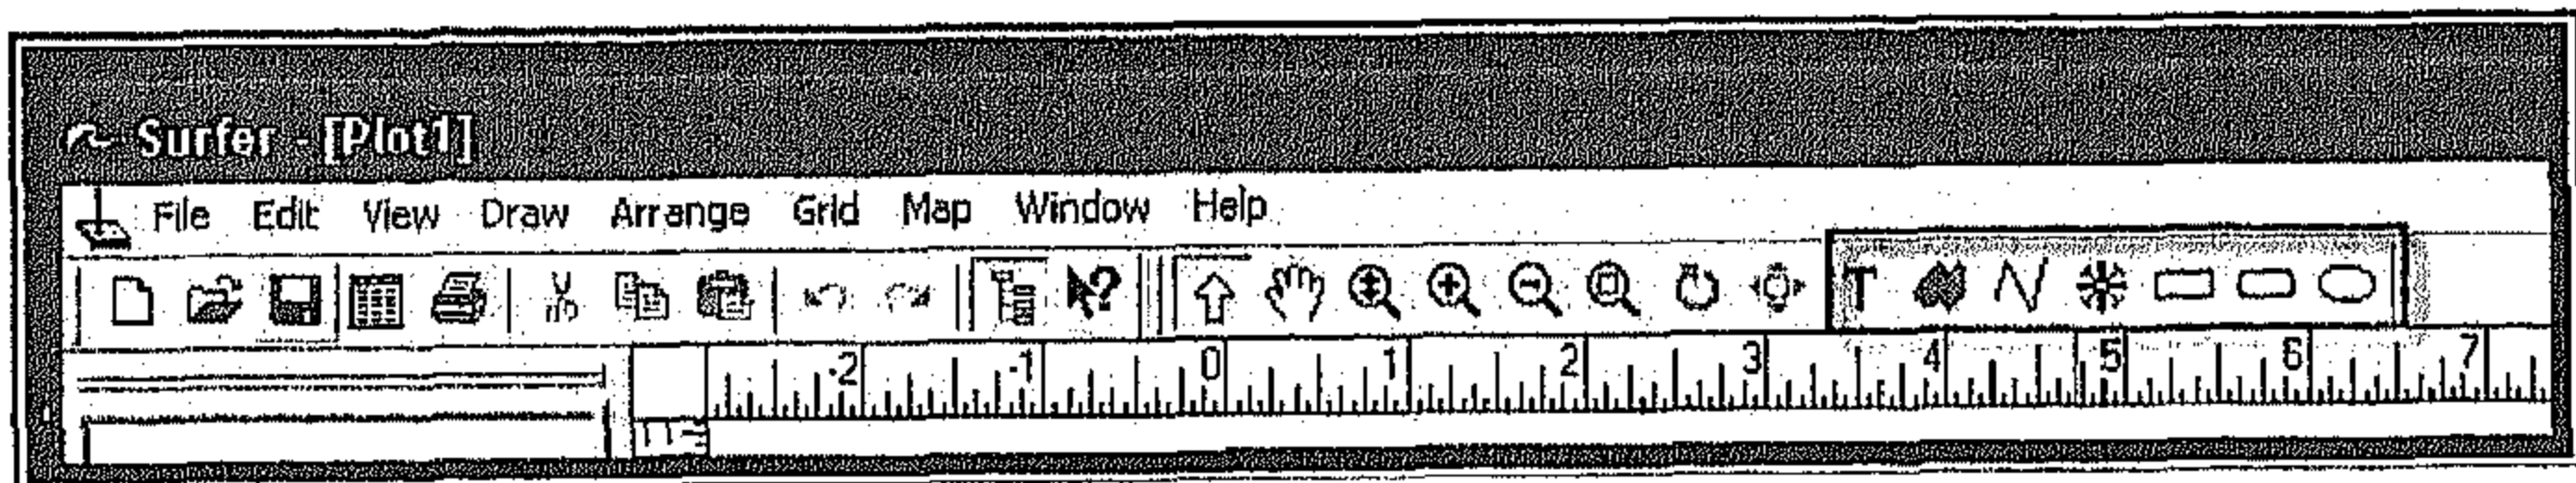 Surfer - [Plot1]
File Edit View Draw Arrange Grid Map Window Help
T
-2 -1 0 1 2 3 4 5 6 7
11